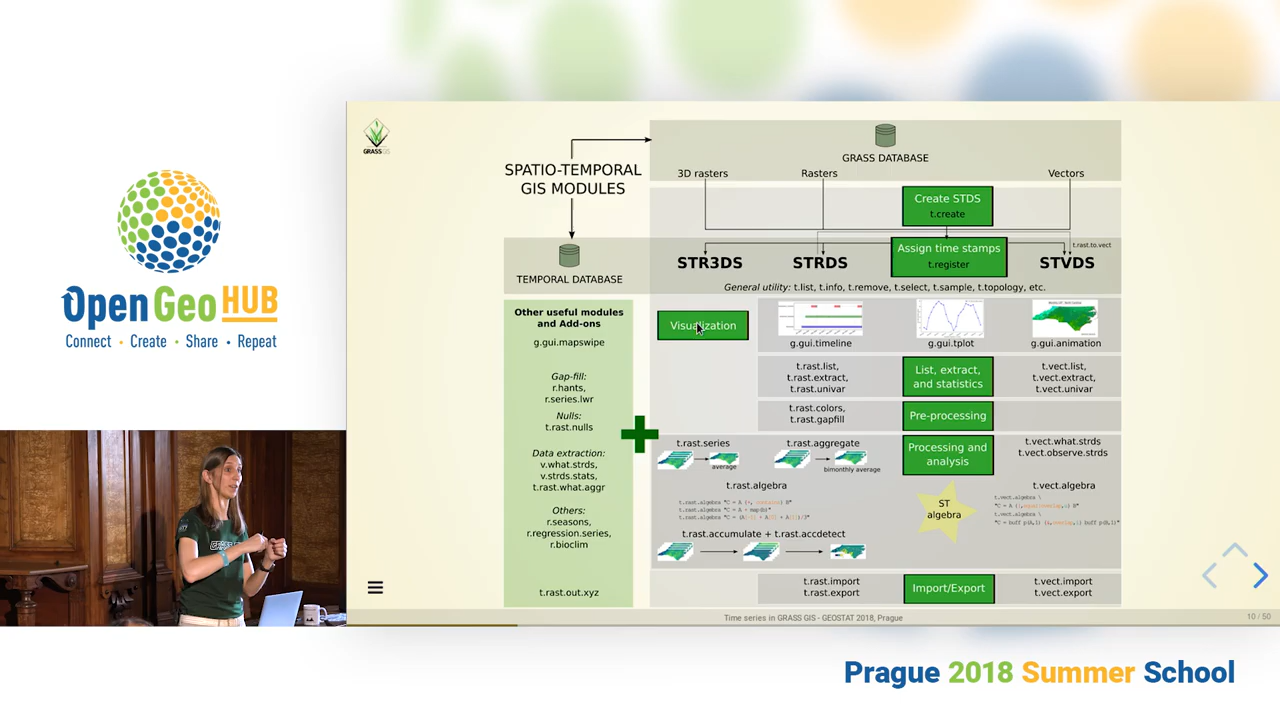 OpenGeoHUB
Connect • Create • Share • Repeat
GRASS GIS
SPATIO-TEMPORAL
GIS MODULES
GRASS DATABASE
3D rasters
Rasters
Vectors
Create STDS
t.create
TEMPORAL DATABASE
STR3DS
STRDS
Assign time stamps
t.register
STVDS
t.rast.to.vect
General utility: t.list, t.info, t.remove, t.select, t.sample, t.topology, etc.
Other useful modules
and Add-ons
g.gui.mapswipe
Gap-fill:
r.hants,
r.series.lwr
Nulls:
t.rast.nulls
Data extraction:
v.what.strds,
v.strds.stats,
t.rast.what.aggr
Others:
r.seasons,
r.regression.series,
r.bioclim
t.rast.out.xyz
Visualization
g.gui.timeline
g.gui.tplot
g.gui.animation
t.rast.list,
t.rast.extract,
t.rast.univar
List, extract,
and statistics
t.vect.list,
t.vect.extract,
t.vect.univar
t.rast.colors,
t.rast.gapfill
Pre-processing
t.rast.series
average
t.rast.aggregate
bimonthly average
Processing and
analysis
t.vect.what.strds
t.vect.observe.strds
t.rast.algebra
ST
algebra
t.vect.algebra
t.rast.accumulate + t.rast.accdetect
t.rast.import
t.rast.export
Import/Export
t.vect.import
t.vect.export
Time series in GRASS GIS - GEOSTAT 2018, Prague
10 / 50
Prague 2018 Summer School